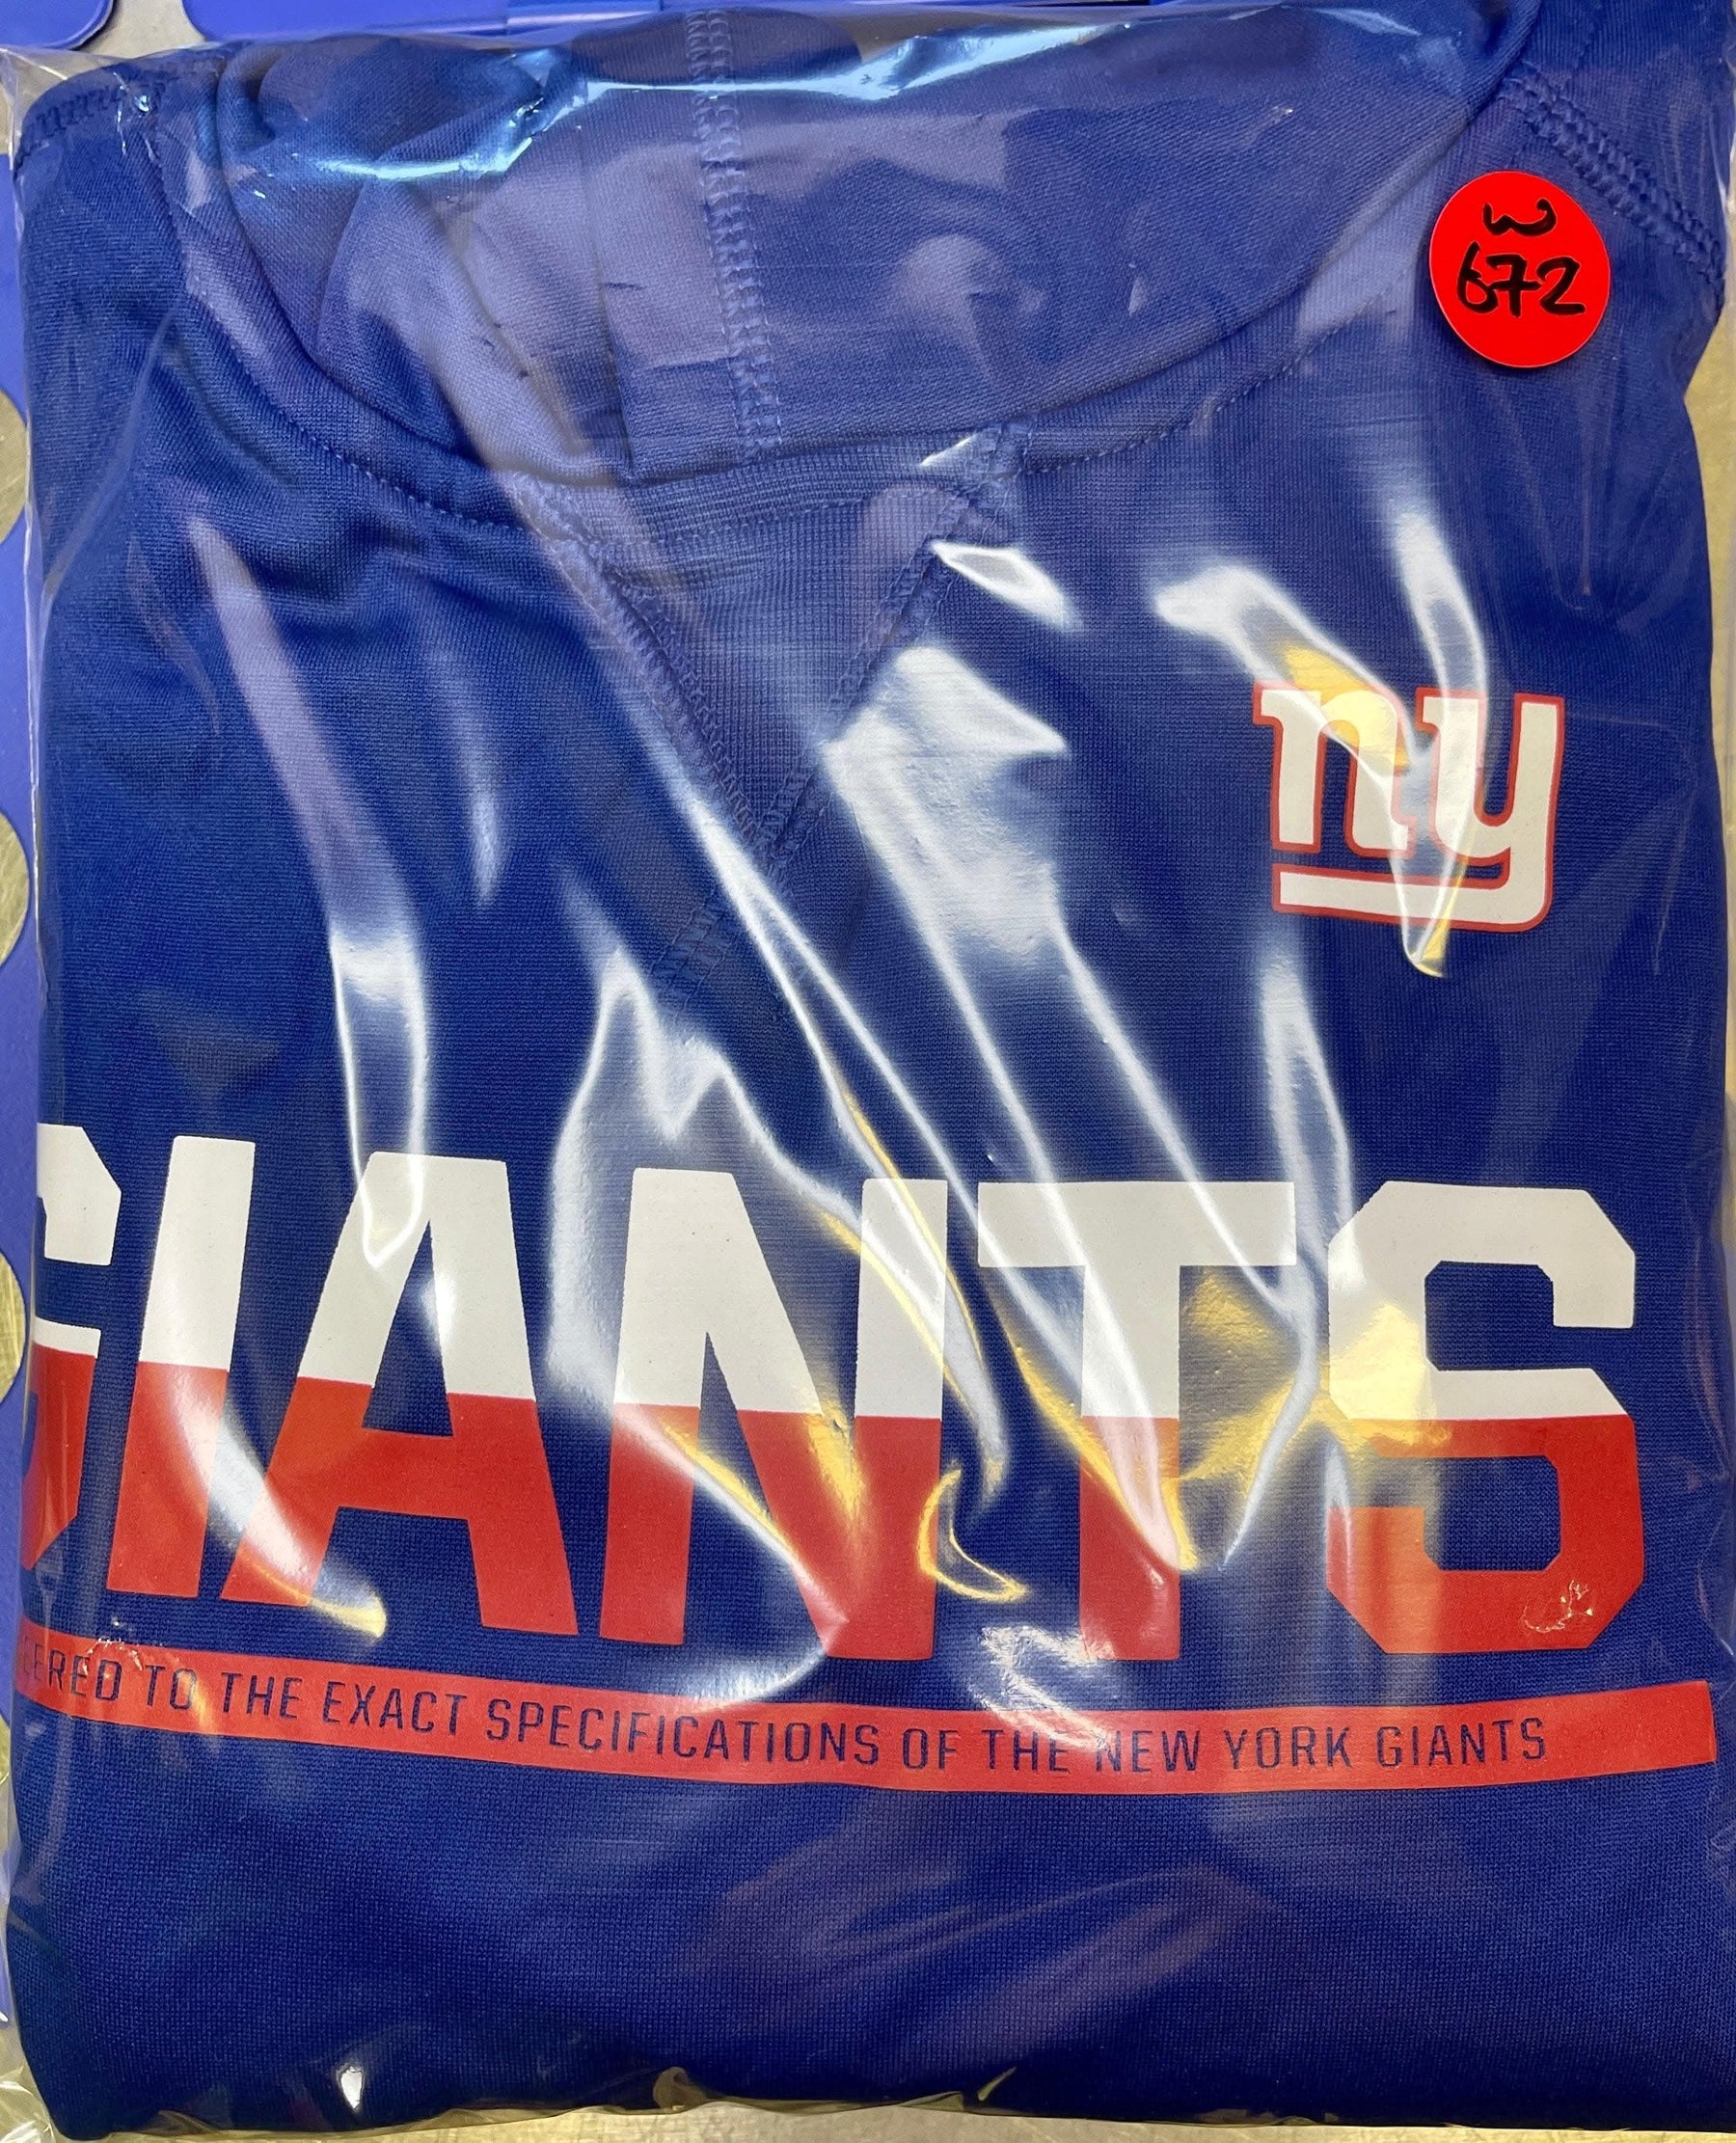 W
672
ny
GIANTS
ERED TO THE EXACT SPECIFICATIONS OF THE NEW YORK GIANTS